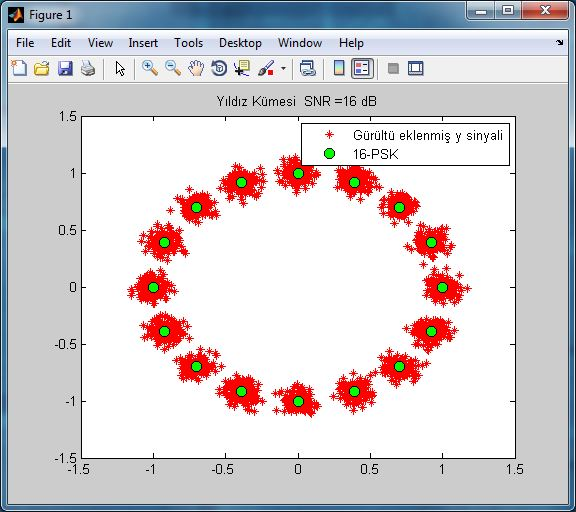 Figure 1
File Edit View Insert Tools Desktop Window Help
Yıldız Kümesi SNR =16 dB
Gürültü eklenmiş y sinyali
16-PSK
1.5
1
0.5
0
-0.5
-1
-1.5
-1.5 -1 -0.5 0 0.5 1 1.5